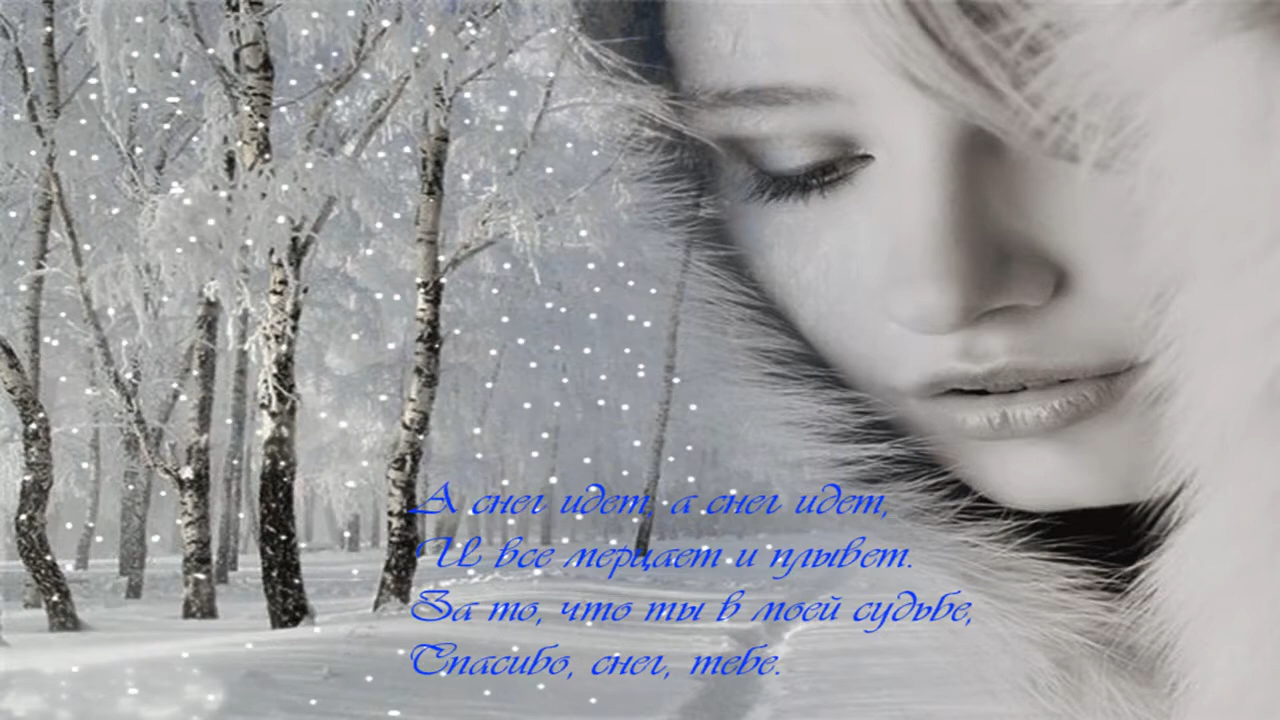 А снег идет, а снег идет,
И все мерцает и плывет.
За то, что ты в моей судьбе,
Спасибо, снег, тебе.